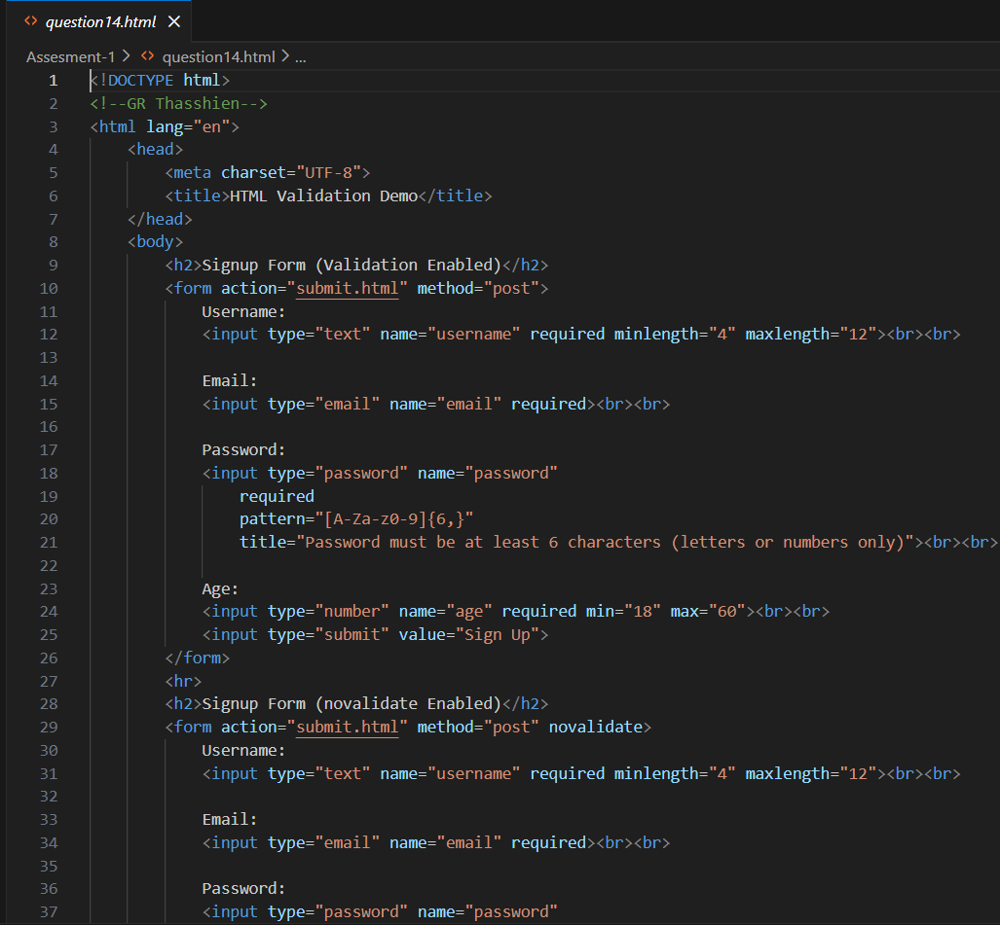 question14.html
Assesment-1 > question14.html > ...
1 <!DOCTYPE html>
2 <!--GR Thasshien-->
3 <html lang="en">
4 <head>
5 <meta charset="UTF-8">
6 <title>HTML Validation Demo</title>
7 </head>
8 <body>
9 <h2>Signup Form (Validation Enabled)</h2>
10 <form action="submit.html" method="post">
11 Username:
12 <input type="text" name="username" required minlength="4" maxlength="12"><br><br>
13
14 Email:
15 <input type="email" name="email" required><br><br>
16
17 Password:
18 <input type="password" name="password"
19 required
20 pattern="[A-Za-z0-9]{6,}"
21 title="Password must be at least 6 characters (letters or numbers only)"><br><br>
22
23 Age:
24 <input type="number" name="age" required min="18" max="60"><br><br>
25 <input type="submit" value="Sign Up">
26 </form>
27 <hr>
28 <h2>Signup Form (novalidate Enabled)</h2>
29 <form action="submit.html" method="post" novalidate>
30 Username:
31 <input type="text" name="username" required minlength="4" maxlength="12"><br><br>
32
33 Email:
34 <input type="email" name="email" required><br><br>
35
36 Password:
37 <input type="password" name="password"